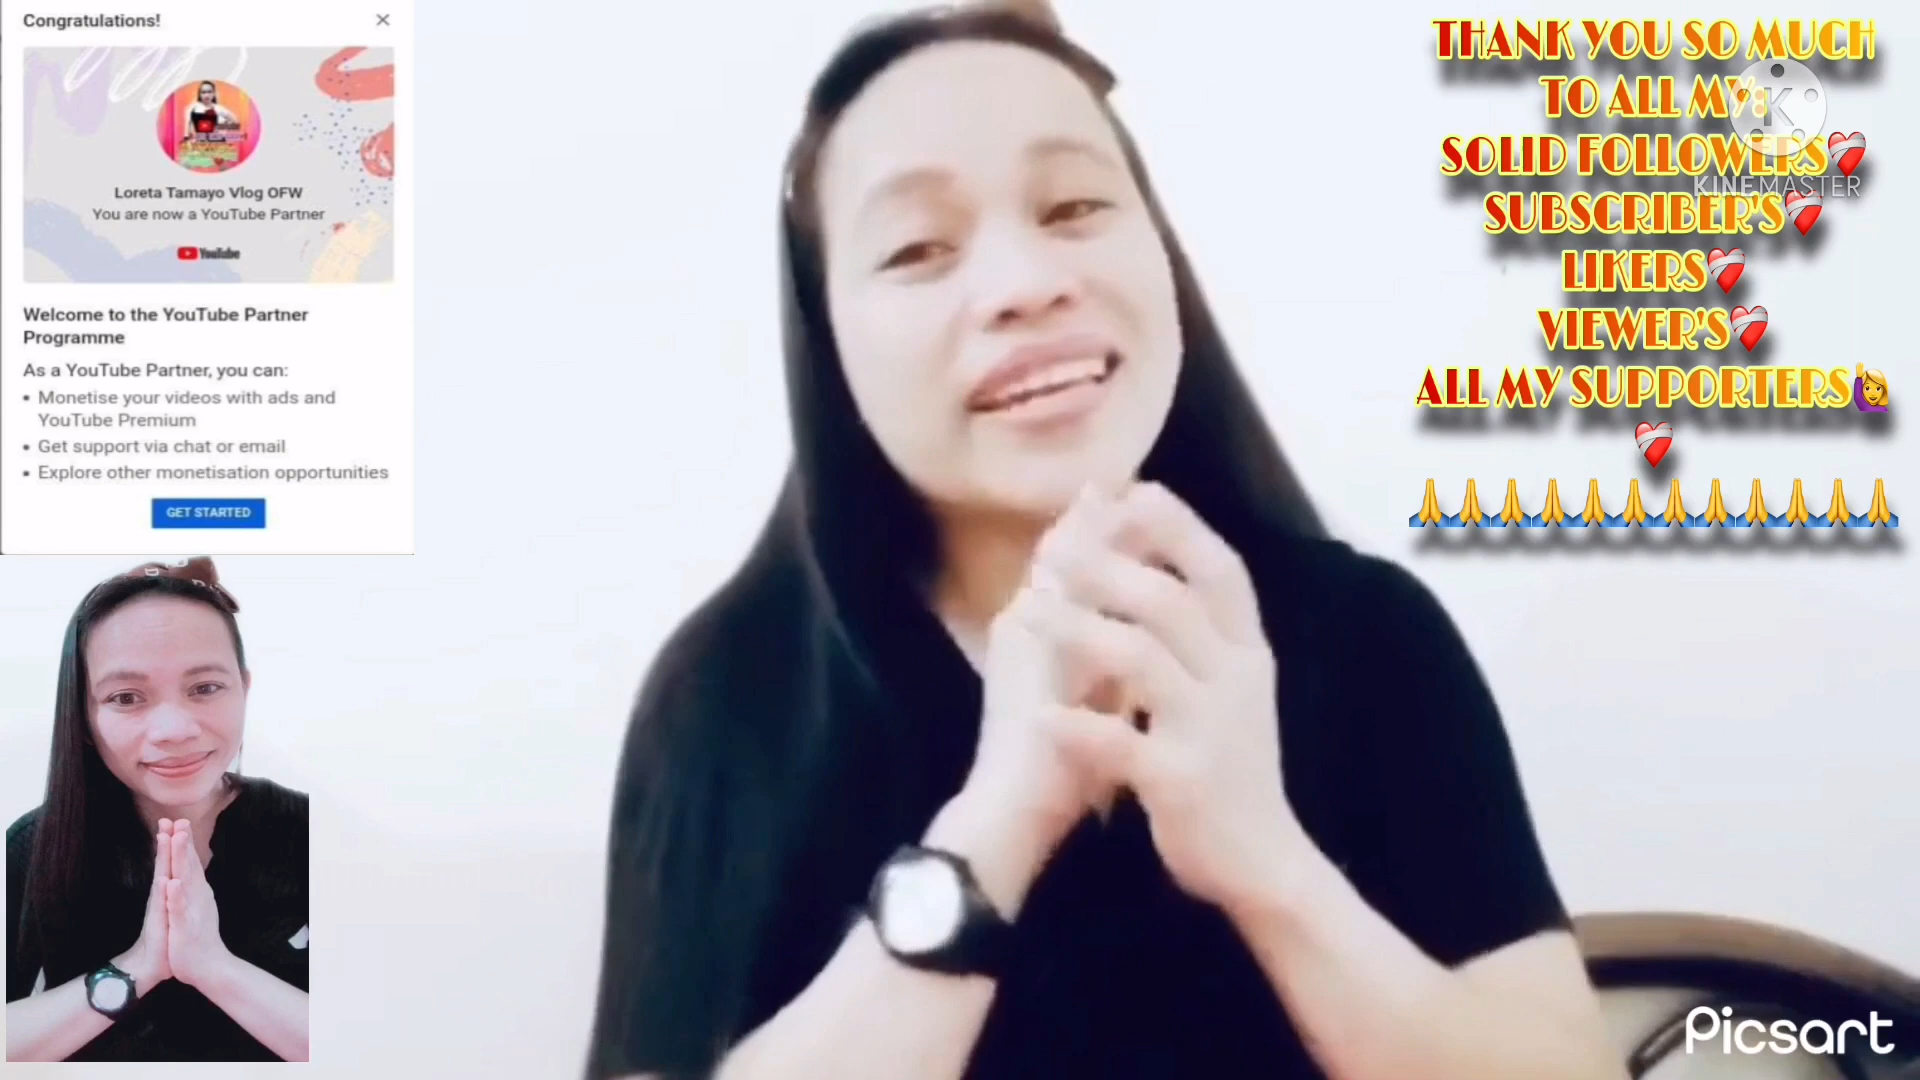 Congratulations!
Loreta Tamayo Vlog OFW
You are now a YouTube Partner
YouTube
Welcome to the YouTube Partner
Programme
As a YouTube Partner, you can:
• Monetise your videos with ads and
YouTube Premium
• Get support via chat or email
• Explore other monetisation opportunities
GET STARTED
THANK YOU SO MUCH
TO ALL MY:
SOLID FOLLOWERS❤️‍🩹
SUBSCRIBER'S❤️‍🩹
LIKERS❤️‍🩹
VIEWER'S❤️‍🩹
ALL MY SUPPORTERS🙋‍♀️
❤️‍🩹
🙏🙏🙏🙏🙏🙏🙏🙏🙏🙏🙏🙏
K
KINEMASTER
Picsart